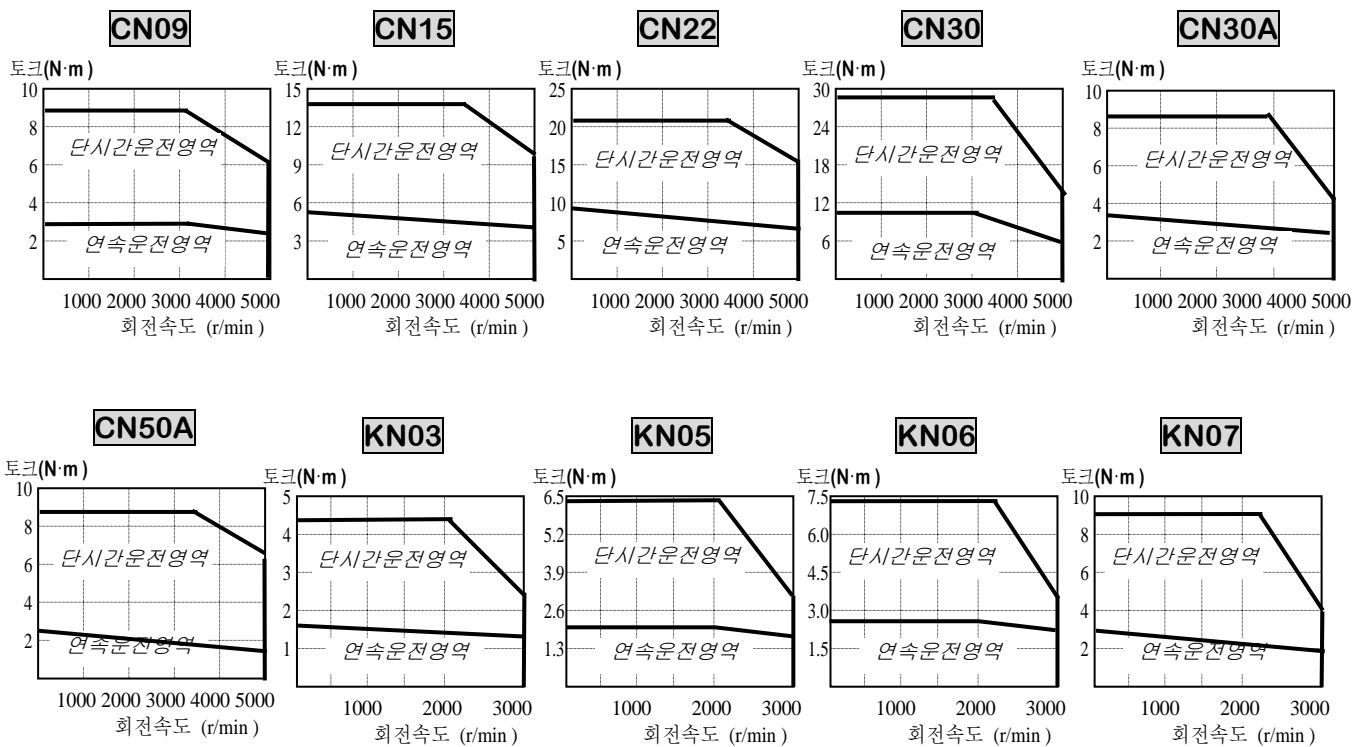 CN09 CN15 CN22 CN30 CN30A
토크(N·m) 토크(N·m) 토크(N·m) 토크(N·m) 토크(N·m)
10 15 25 30 10
8 12 20 24 8
단시간운전영역 단시간운전영역 단시간운전영역 단시간운전영역 단시간운전영역
6 9 15 18 6
4 6 10 12 4
연속운전영역 연속운전영역 연속운전영역 연속운전영역 연속운전영역
2 3 5 6 2
1000 2000 3000 4000 5000 1000 2000 3000 4000 5000 1000 2000 3000 4000 5000 1000 2000 3000 4000 5000 1000 2000 3000 4000 5000
회전속도 (r/min) 회전속도 (r/min) 회전속도 (r/min) 회전속도 (r/min) 회전속도 (r/min)
CN50A KN03 KN05 KN06 KN07
토크(N·m) 토크(N·m) 토크(N·m) 토크(N·m) 토크(N·m)
10 5 6.5 7.5 10
8 4 5.2 6.0 8
단시간운전영역 단시간운전영역 단시간운전영역 단시간운전영역 단시간운전영역
6 3 3.9 4.5 6
4 2 2.6 3.0 4
연속운전영역 연속운전영역 연속운전영역 연속운전영역 연속운전영역
2 1 1.3 1.5 2
1000 2000 3000 4000 5000 1000 2000 3000 1000 2000 3000 1000 2000 3000 1000 2000 3000
회전속도 (r/min) 회전속도 (r/min) 회전속도 (r/min) 회전속도 (r/min) 회전속도 (r/min)